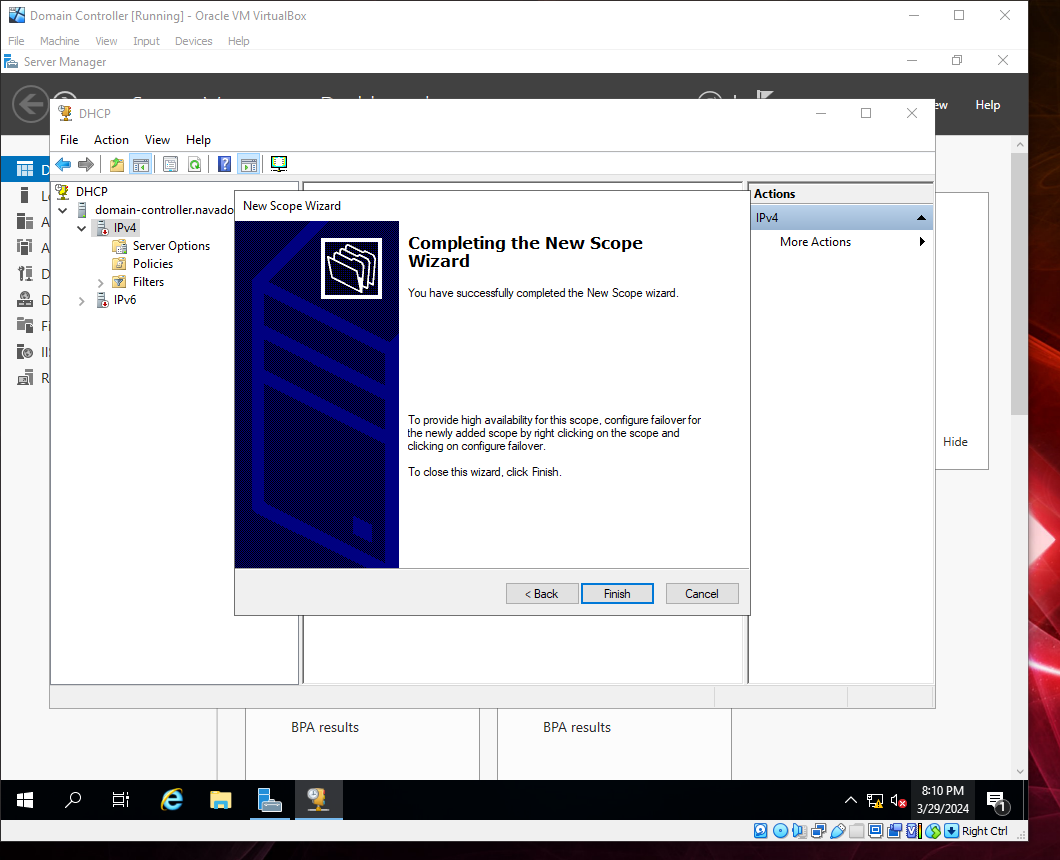 Domain Controller [Running] - Oracle VM VirtualBox
File Machine View Input Devices Help
Server Manager
Help
DHCP
File Action View Help
DHCP
domain-controller.navado
IPv4
Server Options
Policies
Filters
IPv6
New Scope Wizard
Completing the New Scope
Wizard
You have successfully completed the New Scope wizard.
To provide high availability for this scope, configure failover for
the newly added scope by right clicking on the scope and
clicking on configure failover.
To close this wizard, click Finish.
< Back Finish Cancel
Actions
IPv4
More Actions
Hide
BPA results
BPA results
8:10 PM
3/29/2024
1
Right Ctrl